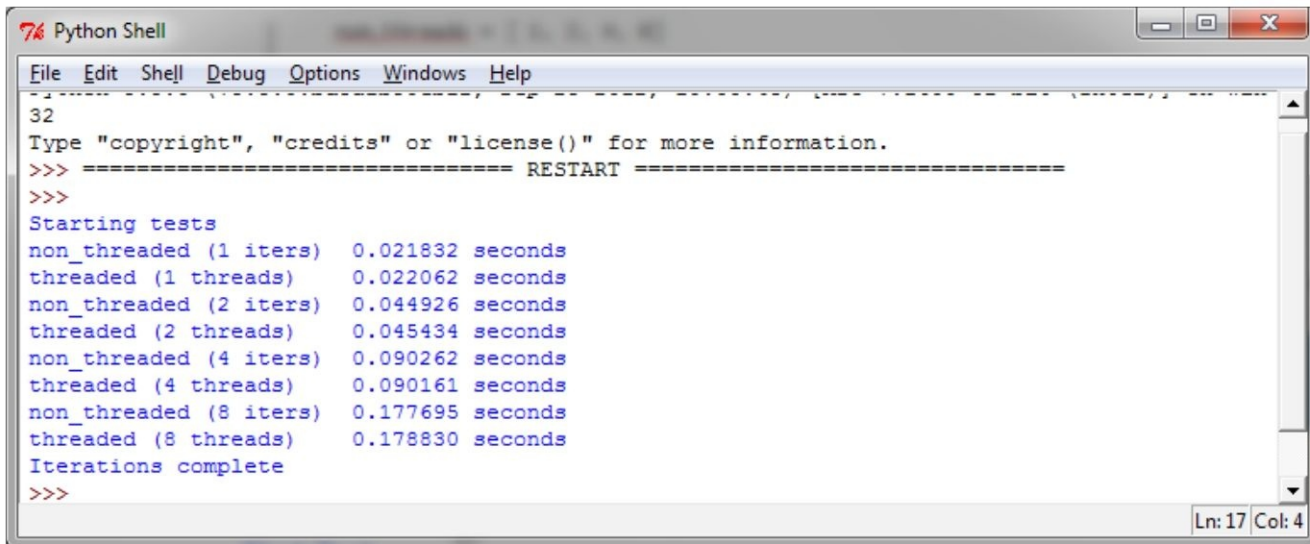 Python Shell
File Edit Shell Debug Options Windows Help
32
Type "copyright", "credits" or "license()" for more information.
>>> ================================ RESTART ================================
>>>
Starting tests
non_threaded (1 iters)  0.021832 seconds
threaded (1 threads)    0.022062 seconds
non_threaded (2 iters)  0.044926 seconds
threaded (2 threads)    0.045434 seconds
non_threaded (4 iters)  0.090262 seconds
threaded (4 threads)    0.090161 seconds
non_threaded (8 iters)  0.177695 seconds
threaded (8 threads)    0.178830 seconds
Iterations complete
>>>
Ln: 17 Col: 4